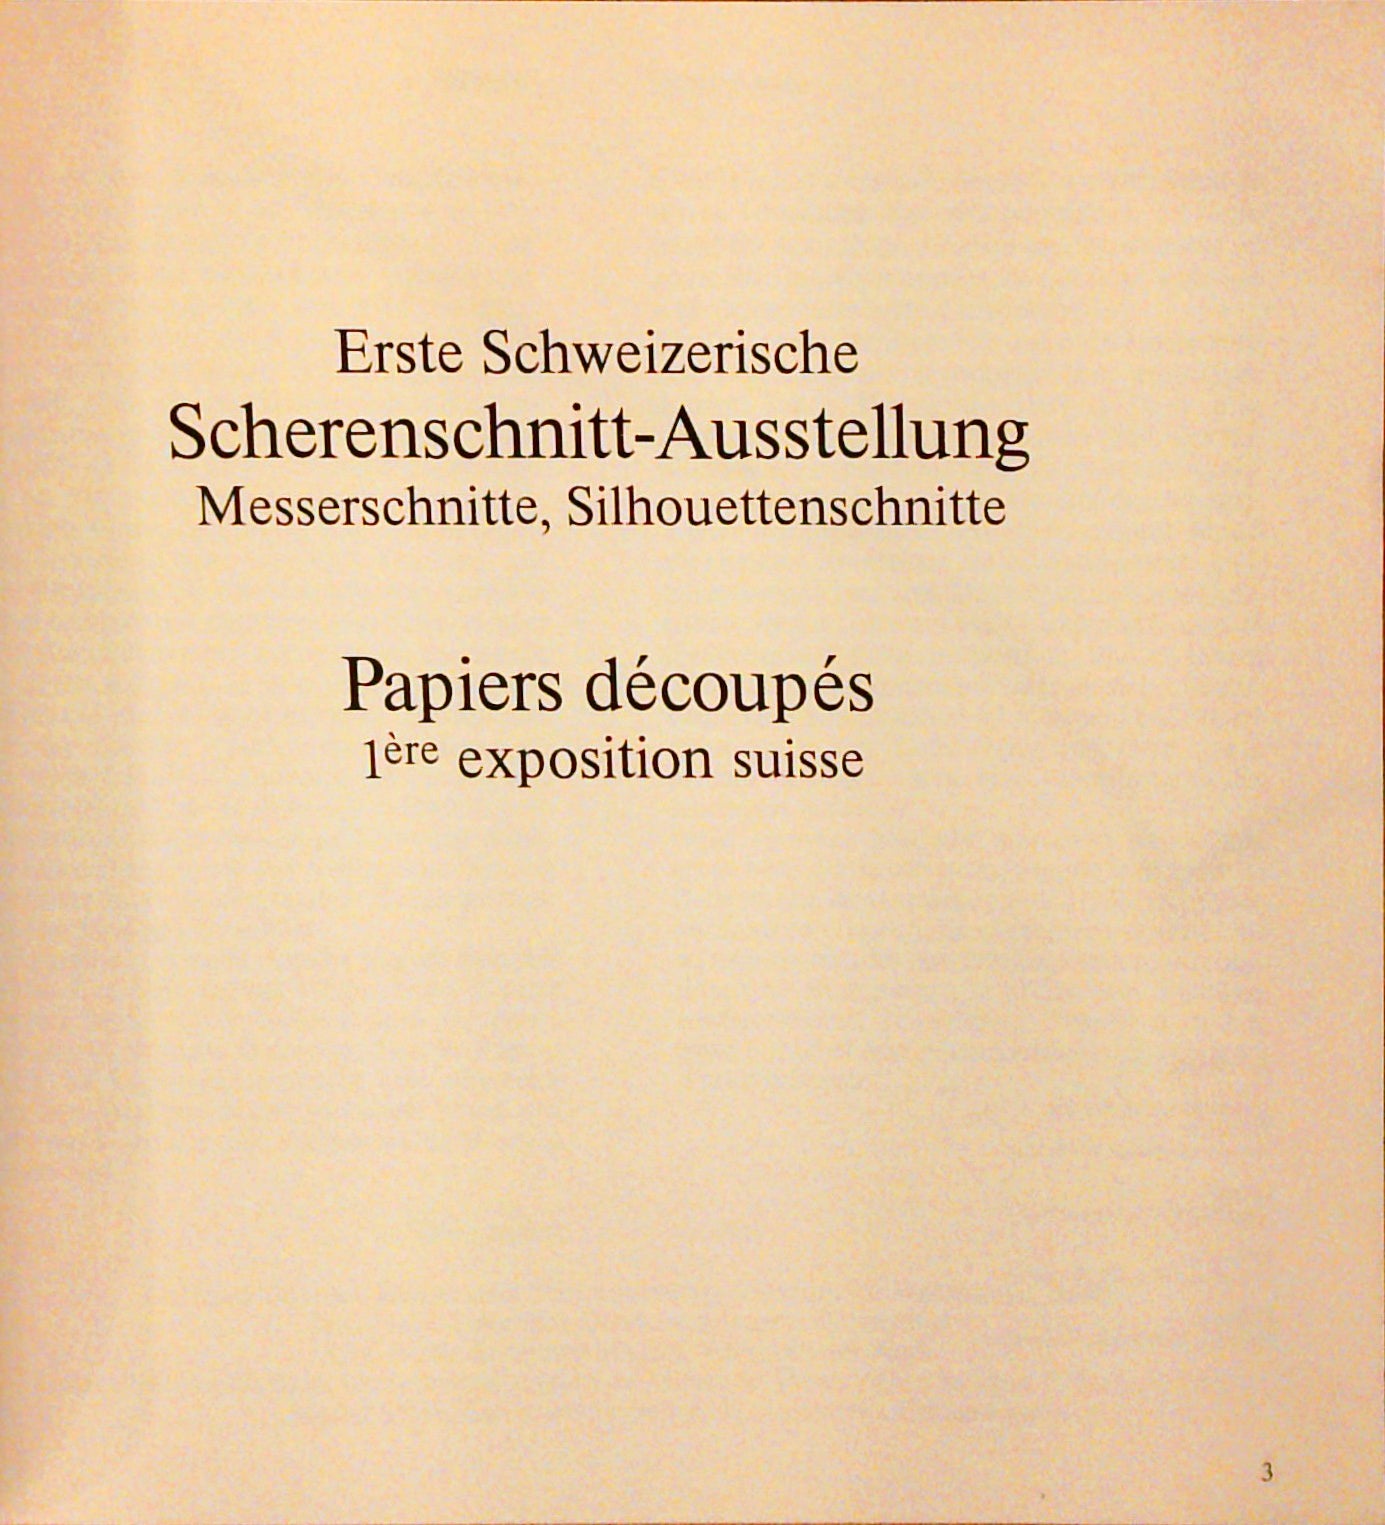 Erste Schweizerische
Scherenschnitt-Ausstellung
Messerschnitte, Silhouettenschnitte
Papiers découpés
1ère exposition suisse
3